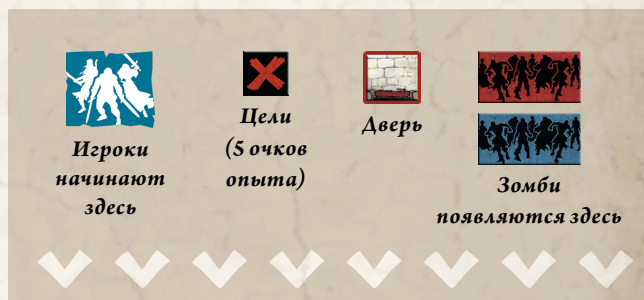 Игроки
начинают
здесь
Цели
(5 очков
опыта)
Дверь
Зомби
появляются здесь